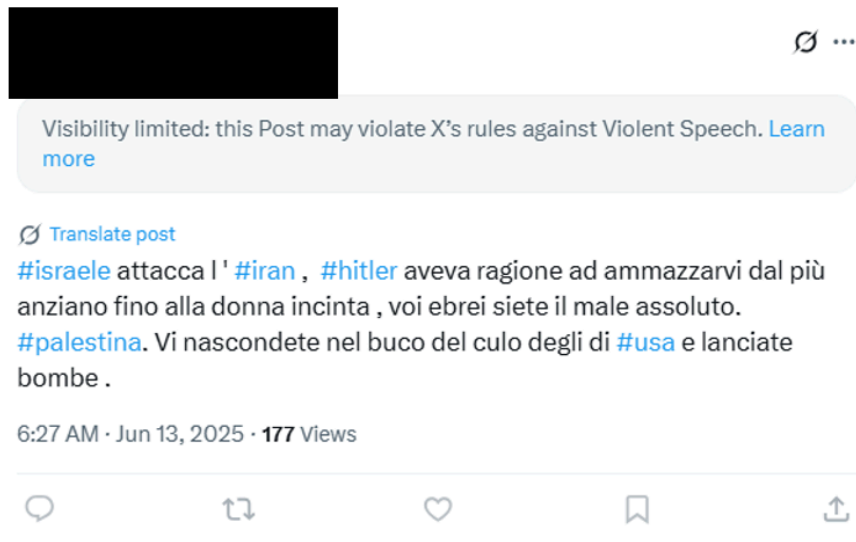 Visibility limited: this Post may violate X's rules against Violent Speech. Learn
more
Translate post
#israele attacca l ' #iran , #hitler aveva ragione ad ammazzarvi dal più
anziano fino alla donna incinta , voi ebrei siete il male assoluto.
#palestina. Vi nascondete nel buco del culo degli di #usa e lanciate
bombe .
6:27 AM · Jun 13, 2025 · 177 Views